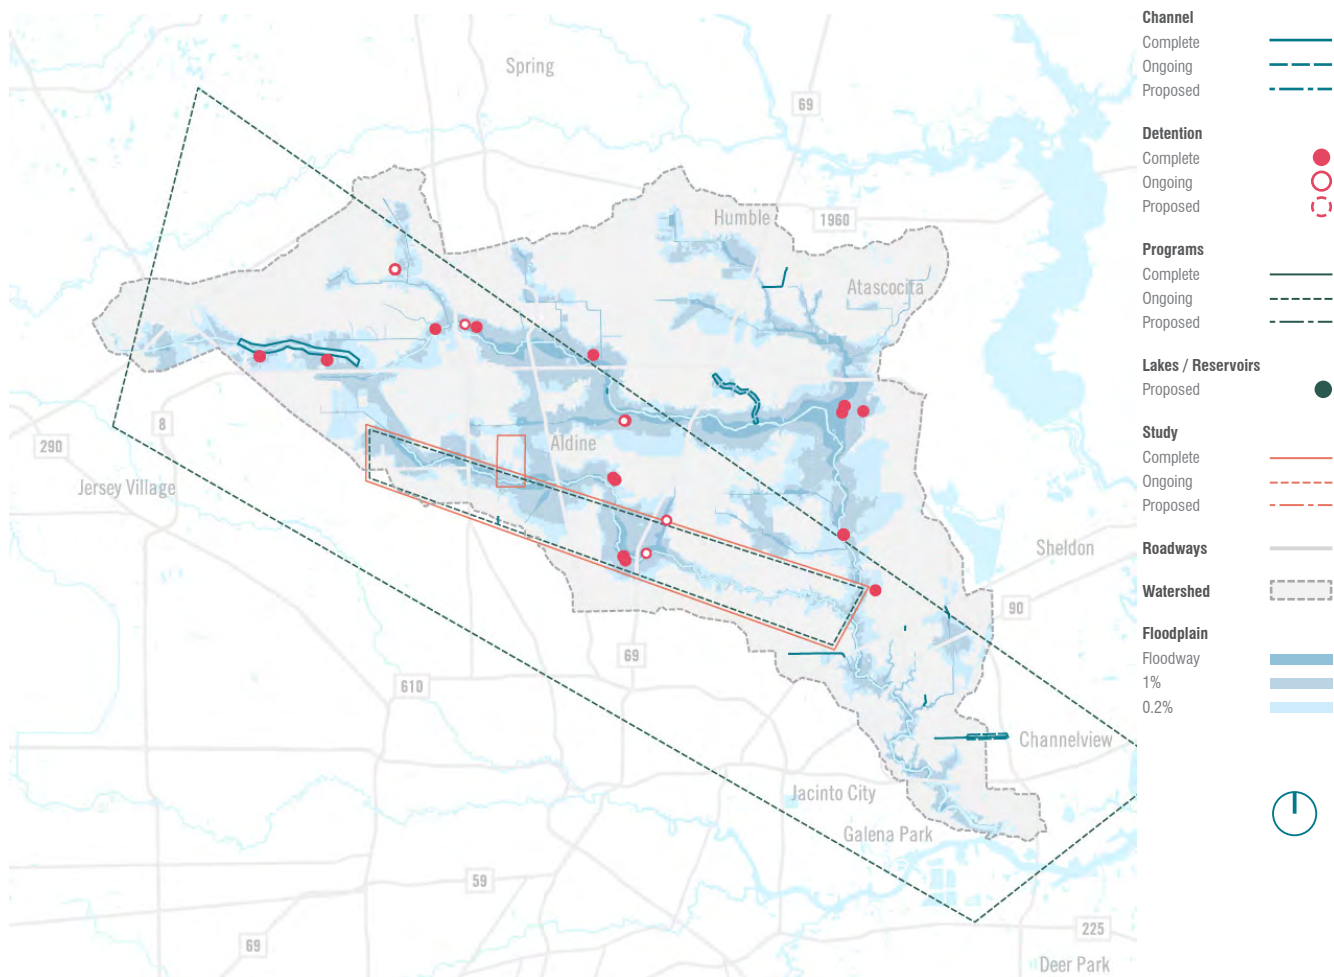 Spring
69
Humble
1960
Atascocita
8
290
Jersey Village
Aldine
Sheldon
90
69
610
Channelview
Jacinto City
Galena Park
59
69
225
Deer Park
Channel
Complete
Ongoing
Proposed
Detention
Complete
Ongoing
Proposed
Programs
Complete
Ongoing
Proposed
Lakes / Reservoirs
Proposed
Study
Complete
Ongoing
Proposed
Roadways
Watershed
Floodplain
Floodway
1%
0.2%